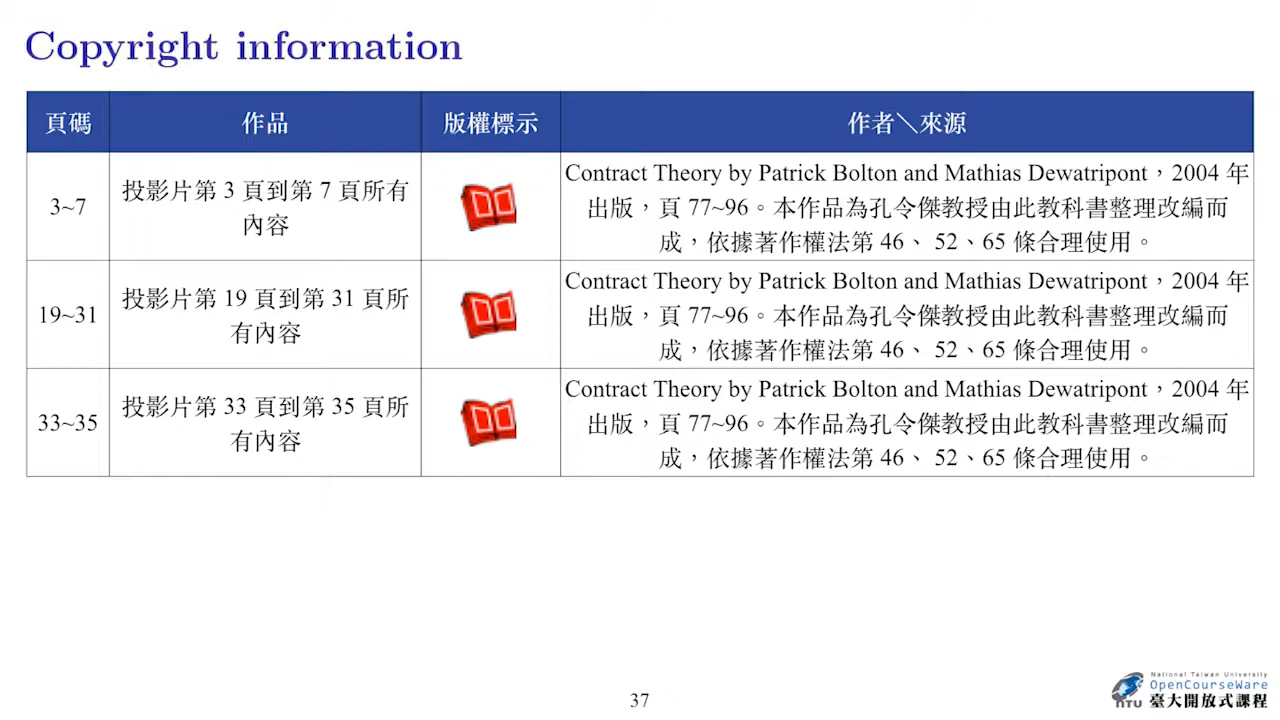 Copyright information
頁碼 作品 版權標示 作者＼來源
3~7
投影片第 3 頁到第 7 頁所有
內容
Contract Theory by Patrick Bolton and Mathias Dewatripont，2004 年
出版，頁 77~96。本作品為孔令傑教授由此教科書整理改編而
成，依據著作權法第 46、 52、65 條合理使用。
19~31
投影片第 19 頁到第 31 頁所
有內容
Contract Theory by Patrick Bolton and Mathias Dewatripont，2004 年
出版，頁 77~96。本作品為孔令傑教授由此教科書整理改編而
成，依據著作權法第 46、 52、65 條合理使用。
33~35
投影片第 33 頁到第 35 頁所
有內容
Contract Theory by Patrick Bolton and Mathias Dewatripont，2004 年
出版，頁 77~96。本作品為孔令傑教授由此教科書整理改編而
成，依據著作權法第 46、 52、65 條合理使用。
37
National Taiwan University
OpenCourseWare
NTU 臺大開放式課程